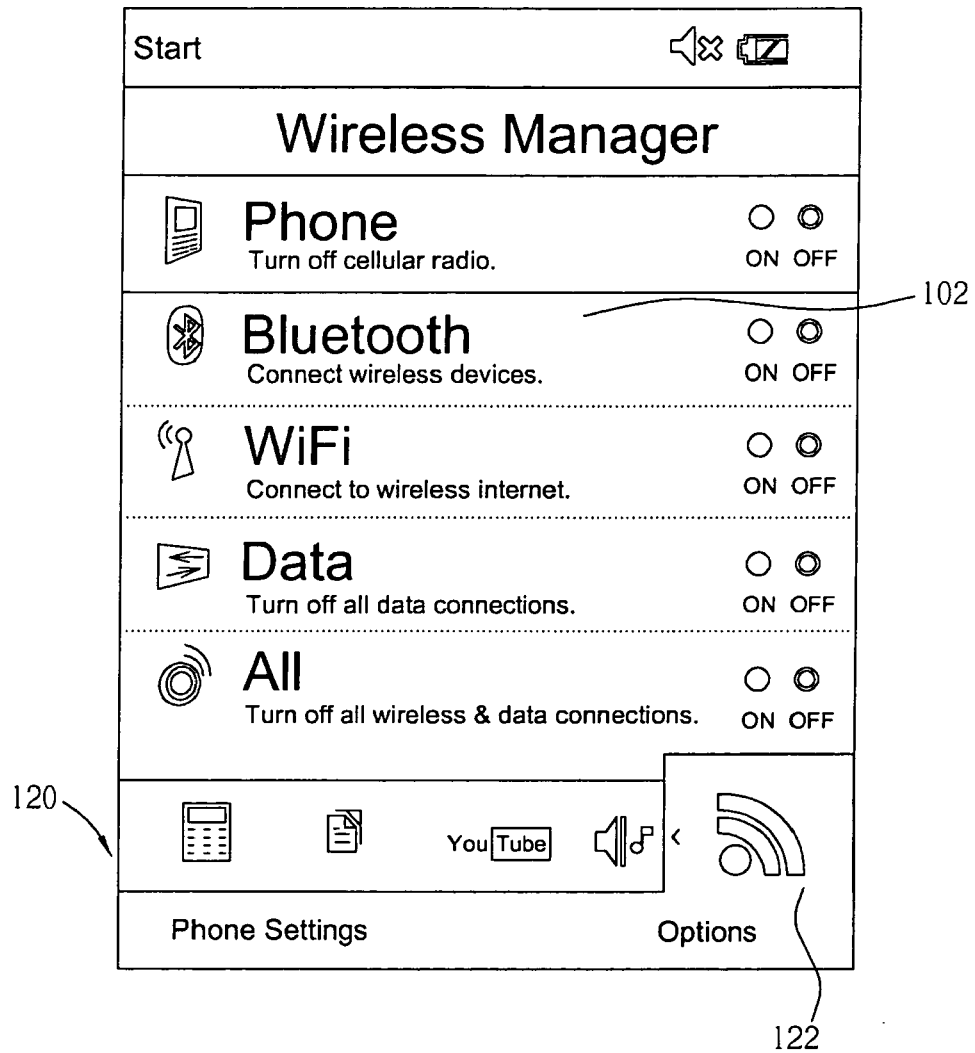 Start
Wireless Manager
Phone
Turn off cellular radio.
ON OFF
102
Bluetooth
Connect wireless devices.
ON OFF
WiFi
Connect to wireless internet.
ON OFF
Data
Turn off all data connections.
ON OFF
All
Turn off all wireless & data connections.
ON OFF
120
You Tube
Phone Settings
Options
122